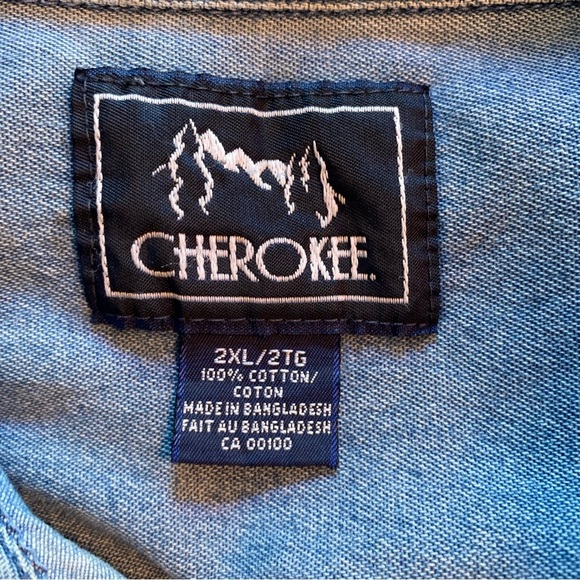 CHEROKEE.
2XL/2TG
100% COTTON/
COTON
MADE IN BANGLADESH
FAIT AU BANGLADESH
CA 00100